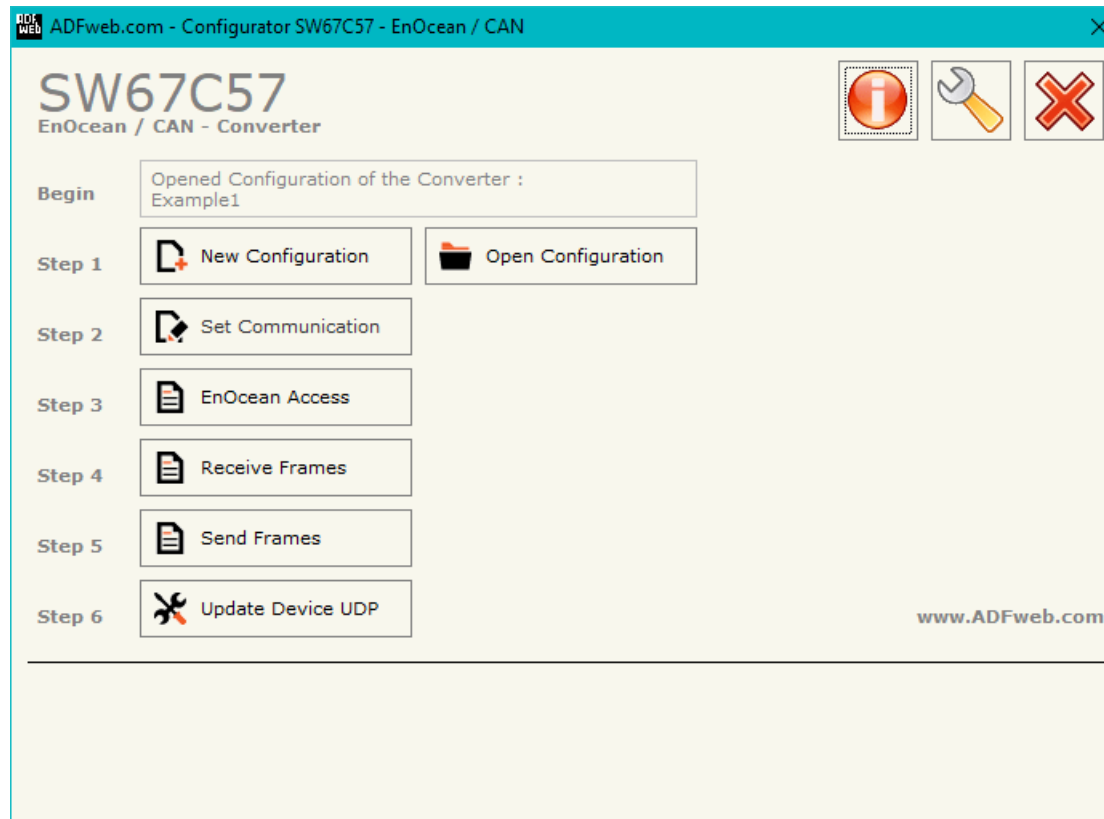 ADF
web
ADFweb.com - Configurator SW67C57 - EnOcean / CAN
SW67C57
EnOcean / CAN - Converter
Begin
Opened Configuration of the Converter :
Example1
Step 1
New Configuration
Open Configuration
Step 2
Set Communication
Step 3
EnOcean Access
Step 4
Receive Frames
Step 5
Send Frames
Step 6
Update Device UDP
www.ADFweb.com